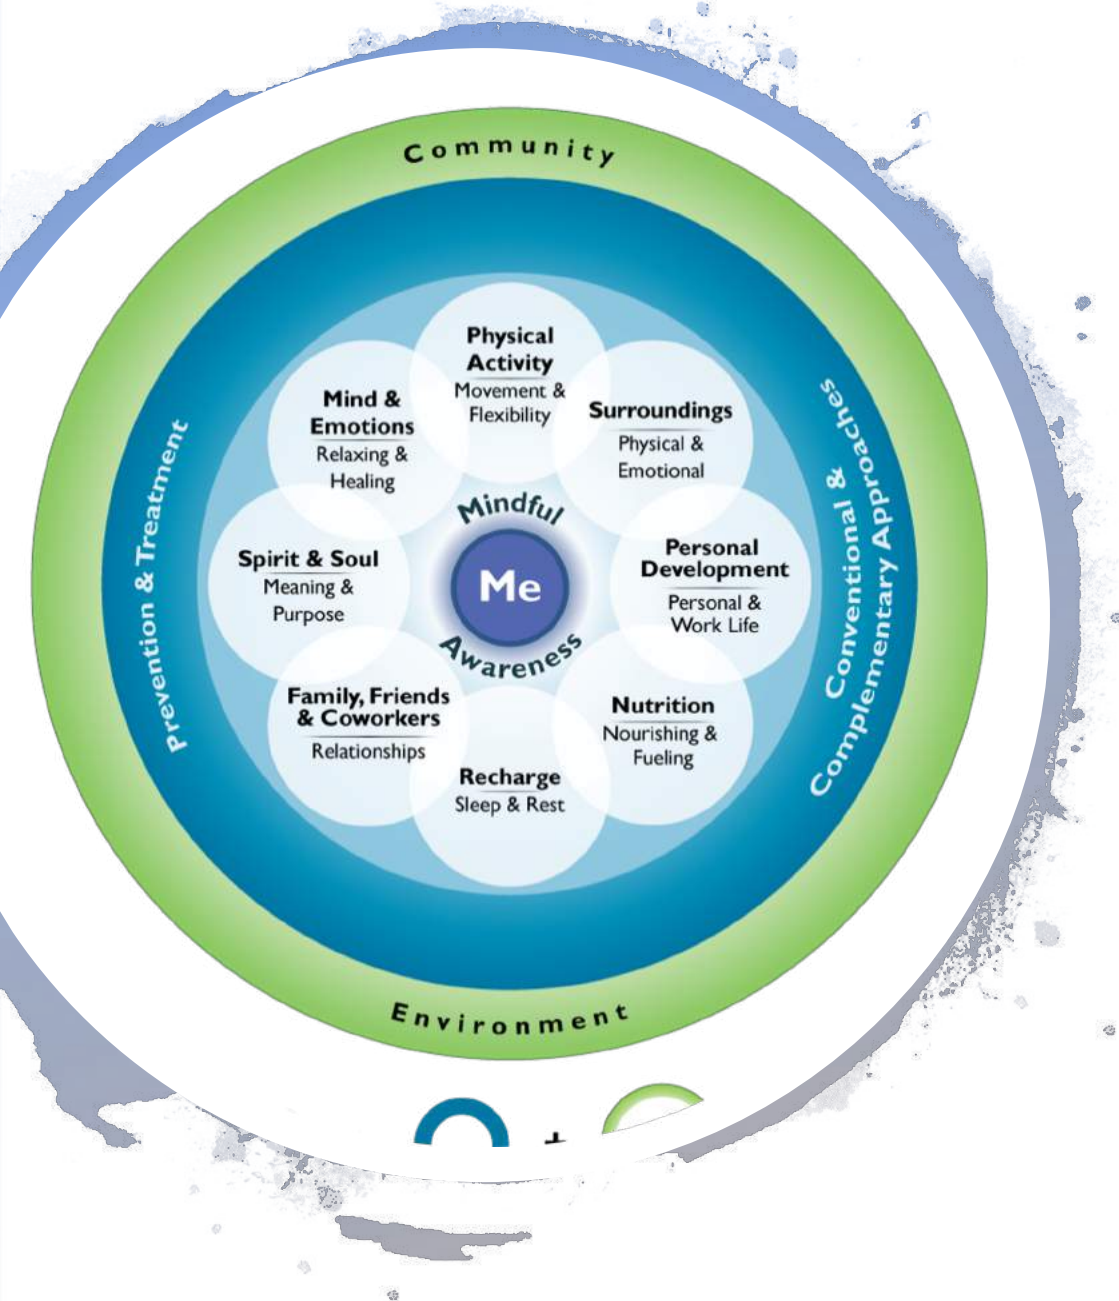 Community
Physical
Activity
Movement &
Flexibility
Surroundings
Physical &
Emotional
Personal
Development
Personal &
Work Life
Nutrition
Nourishing &
Fueling
Recharge
Sleep & Rest
Family, Friends
& Coworkers
Relationships
Spirit & Soul
Meaning &
Purpose
Mind &
Emotions
Relaxing &
Healing
Mindful
Me
Awareness
Prevention & Treatment
Conventional &
Complementary Approaches
Environment
+